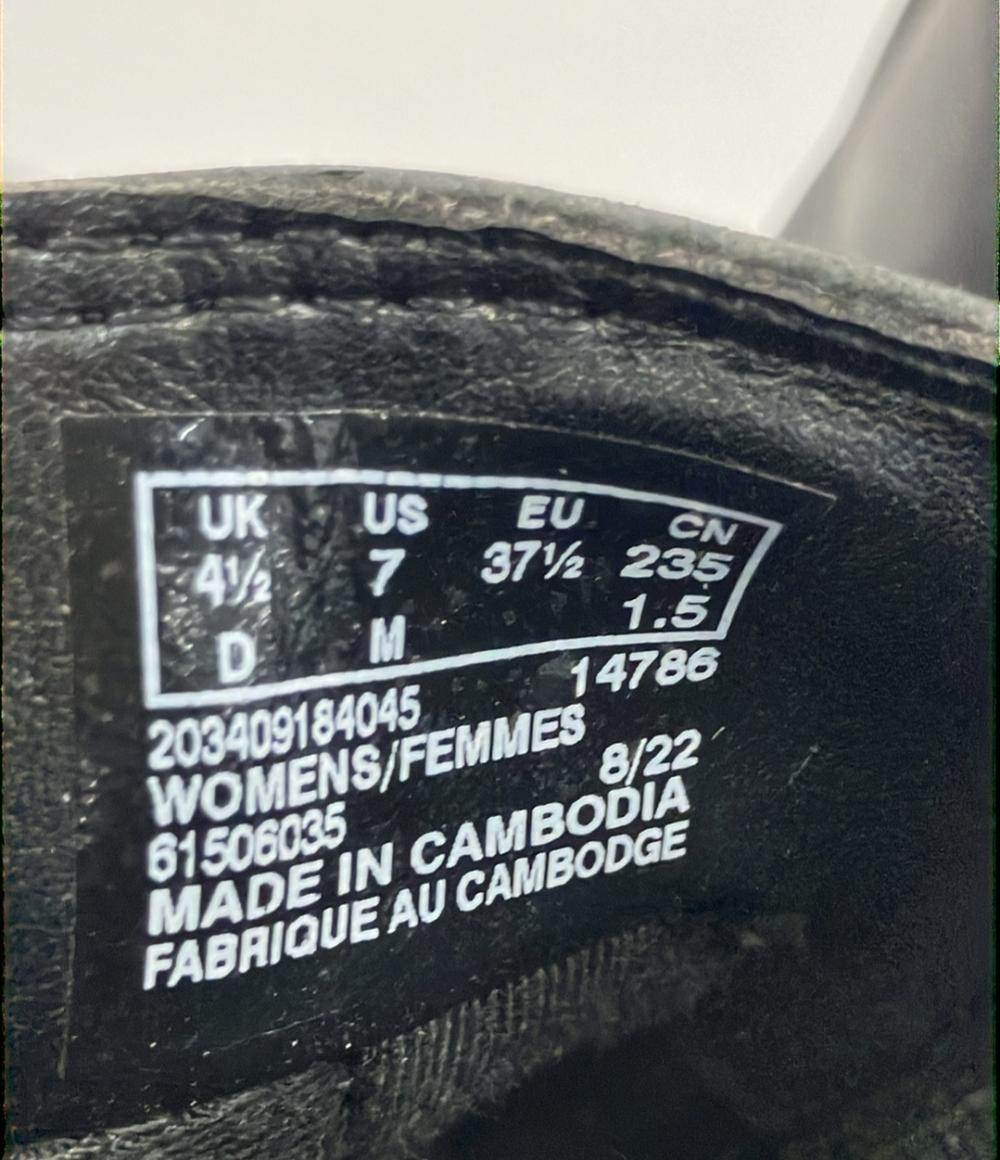 UK US EU CN
4½ 7 37½ 235
D M 1.5
203409184045 14786
WOMENS/FEMMES
61506035 8/22
MADE IN CAMBODIA
FABRIQUE AU CAMBODGE